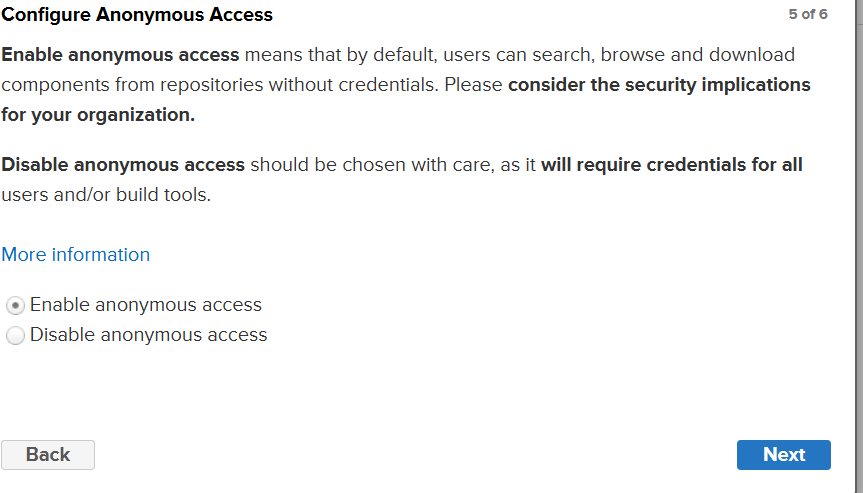 Configure Anonymous Access
5 of 6
Enable anonymous access means that by default, users can search, browse and download
components from repositories without credentials. Please consider the security implications
for your organization.
Disable anonymous access should be chosen with care, as it will require credentials for all
users and/or build tools.
More information
Enable anonymous access
Disable anonymous access
Back
Next